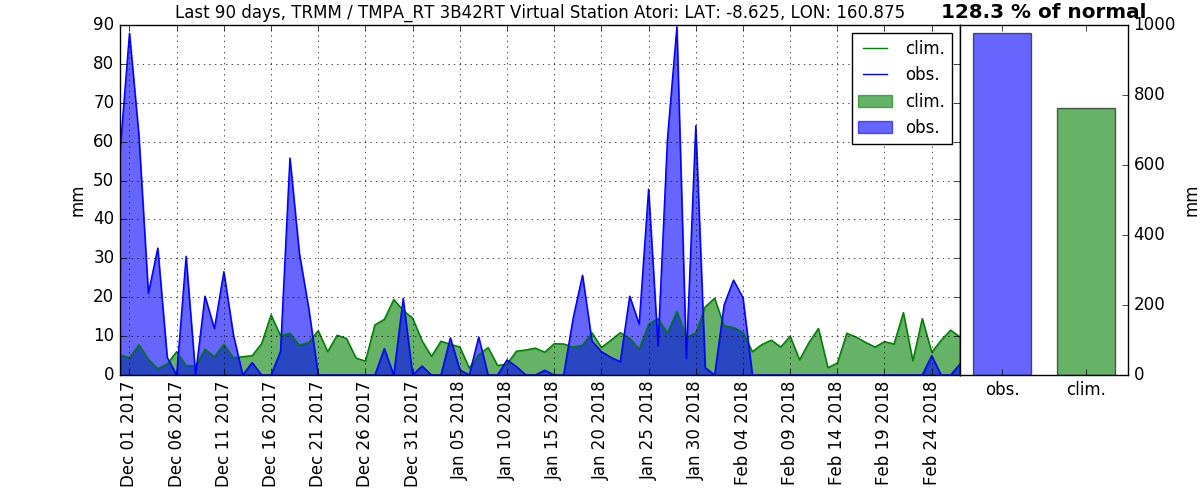 Last 90 days, TRMM / TMPA_RT 3B42RT Virtual Station Atori: LAT: -8.625, LON: 160.875
128.3 % of normal
90
80
70
60
50
40
30
20
10
0
mm
clim.
obs.
clim.
obs.
Dec 01 2017
Dec 06 2017
Dec 11 2017
Dec 16 2017
Dec 21 2017
Dec 26 2017
Dec 31 2017
Jan 05 2018
Jan 10 2018
Jan 15 2018
Jan 20 2018
Jan 25 2018
Jan 30 2018
Feb 04 2018
Feb 09 2018
Feb 14 2018
Feb 19 2018
Feb 24 2018
1000
800
600
400
200
0
mm
obs.
clim.